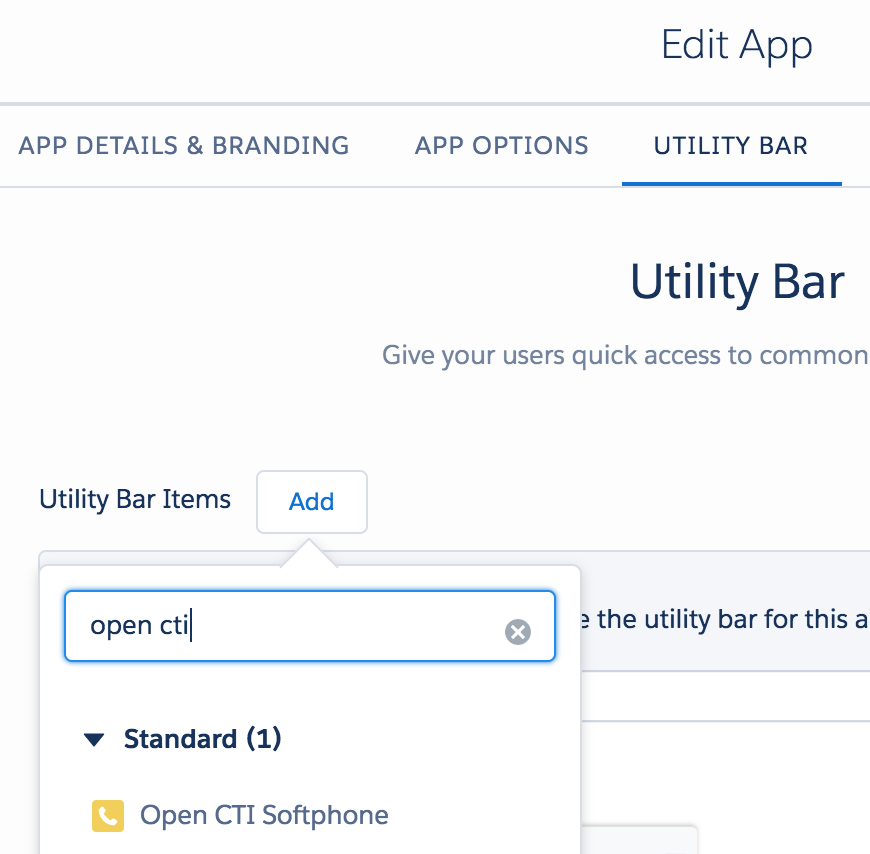 Edit App
APP DETAILS & BRANDING
APP OPTIONS
UTILITY BAR
Utility Bar
Give your users quick access to common
Utility Bar Items
Add
open cti
the utility bar for this a
Standard (1)
Open CTI Softphone